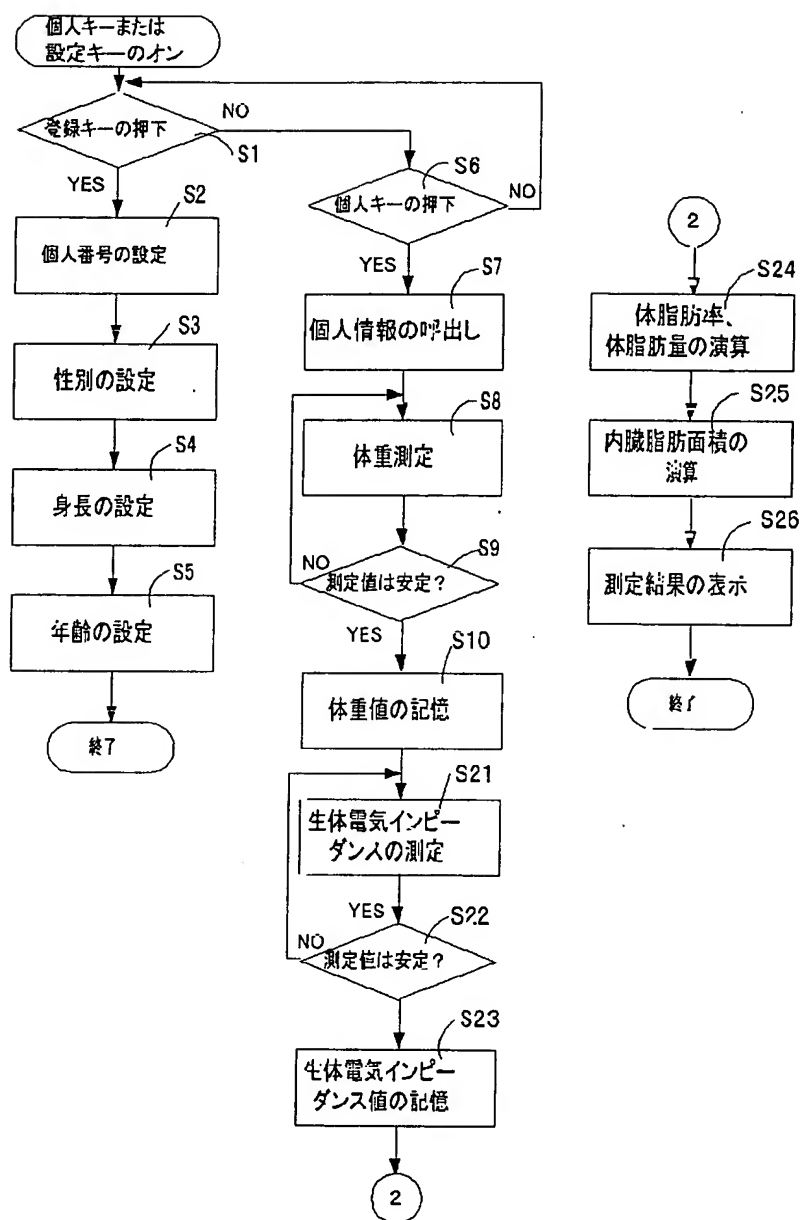 個人キーまたは
設定キーのオン
登録キーの押下
S1
NO
YES
S2
個人番号の設定
S3
性別の設定
S4
身長の設定
S5
年齢の設定
終了
S6
個人キーの押下
NO
YES
S7
個人情報の呼出し
S8
体重測定
S9
NO
測定値は安定?
YES
S10
体重値の記憶
S21
生体電気インピー
ダンスの測定
YES
S22
NO
測定値は安定?
S23
生体電気インピー
ダンス値の記憶
2
2
S24
体脂肪率、
体脂肪量の演算
S25
内臓脂肪面積の
演算
S26
測定結果の表示
終了